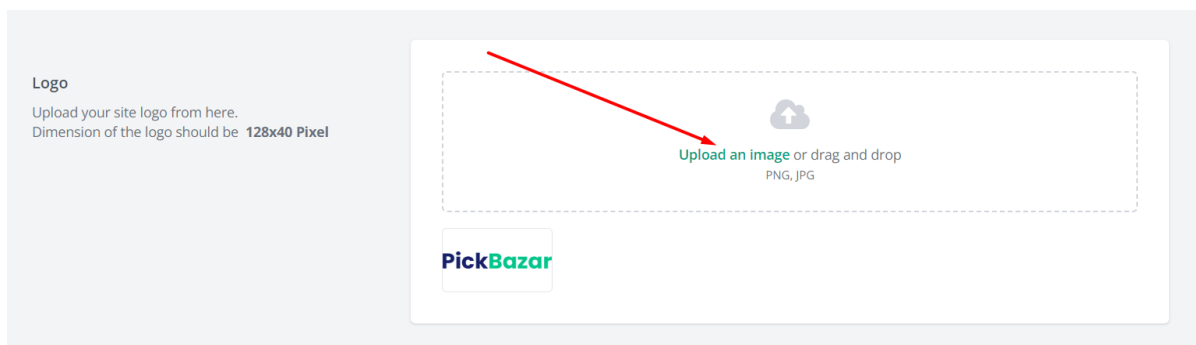 Logo
Upload your site logo from here.
Dimension of the logo should be 128x40 Pixel
Upload an image or drag and drop
PNG, JPG
PickBazar